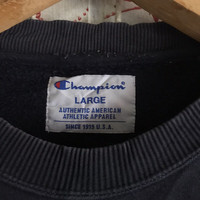 Champion
LARGE
AUTHENTIC AMERICAN
ATHLETIC APPAREL
SINCE 1919 U.S.A.